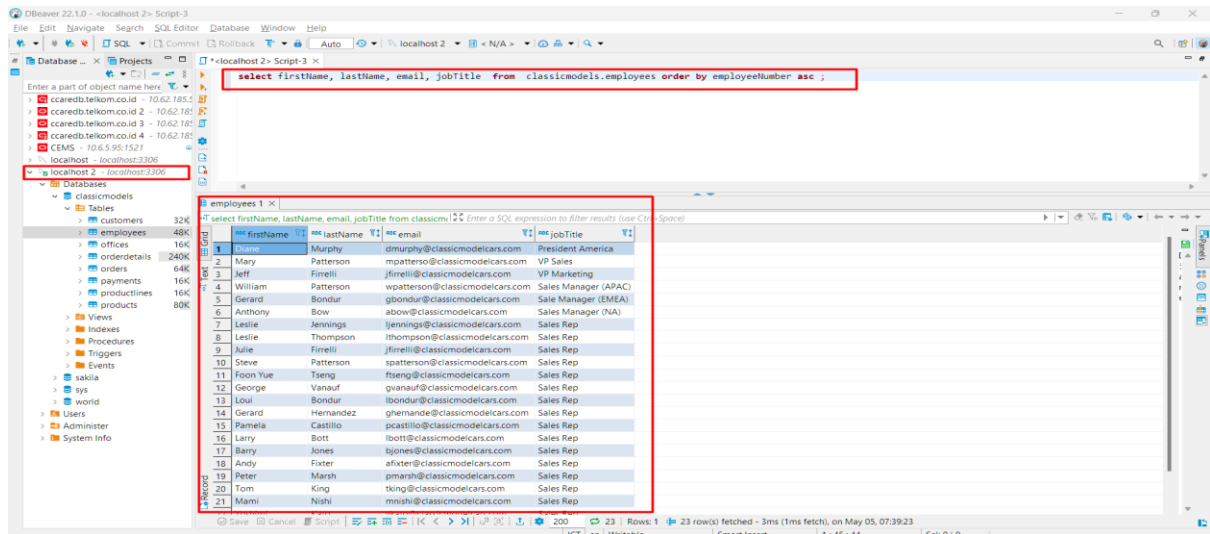 DBeaver 22.1.0 - <localhost 2> Script-3
File Edit Navigate Search SQL Editor Database Window Help
SQL Commit Rollback Auto localhost 2 < N/A >
Database ... Projects
*<localhost 2> Script-3
Enter a part of object name here
select firstName, lastName, email, jobTitle from classicmodels.employees order by employeeNumber asc ;
ccaredb.telkom.co.id - 10.62.185.5
ccaredb.telkom.co.id 2 - 10.62.185
ccaredb.telkom.co.id 3 - 10.62.185
ccaredb.telkom.co.id 4 - 10.62.185
CEMS - 10.6.5.95:1521
localhost - localhost:3306
localhost 2 - localhost:3306
Databases
classicmodels
Tables
customers 32K
employees 48K
offices 16K
orderdetails 240K
orders 64K
payments 16K
productlines 16K
products 80K
Views
Indexes
Procedures
Triggers
Events
sakila
sys
world
Users
Administer
System Info
employees 1
select firstName, lastName, email, jobTitle from classicm Enter a SQL expression to filter results (use Ctrl+Space)
Grid
Text
Record
Panels
firstName lastName email jobTitle
1 Diane Murphy dmurphy@classicmodelcars.com President America
2 Mary Patterson mpatterso@classicmodelcars.com VP Sales
3 Jeff Firrelli jfirrelli@classicmodelcars.com VP Marketing
4 William Patterson wpatterson@classicmodelcars.com Sales Manager (APAC)
5 Gerard Bondur gbondur@classicmodelcars.com Sale Manager (EMEA)
6 Anthony Bow abow@classicmodelcars.com Sales Manager (NA)
7 Leslie Jennings ljennings@classicmodelcars.com Sales Rep
8 Leslie Thompson lthompson@classicmodelcars.com Sales Rep
9 Julie Firrelli jfirrelli@classicmodelcars.com Sales Rep
10 Steve Patterson spatterson@classicmodelcars.com Sales Rep
11 Foon Yue Tseng ftseng@classicmodelcars.com Sales Rep
12 George Vanauf gvanauf@classicmodelcars.com Sales Rep
13 Loui Bondur lbondur@classicmodelcars.com Sales Rep
14 Gerard Hernandez ghernande@classicmodelcars.com Sales Rep
15 Pamela Castillo pcastillo@classicmodelcars.com Sales Rep
16 Larry Bott lbott@classicmodelcars.com Sales Rep
17 Barry Jones bjones@classicmodelcars.com Sales Rep
18 Andy Fixter afixter@classicmodelcars.com Sales Rep
19 Peter Marsh pmarsh@classicmodelcars.com Sales Rep
20 Tom King tking@classicmodelcars.com Sales Rep
21 Mami Nishi mnishi@classicmodelcars.com Sales Rep
Save Cancel Script 200 23 Rows: 1 23 row(s) fetched - 3ms (1ms fetch), on May 05, 07:39:23